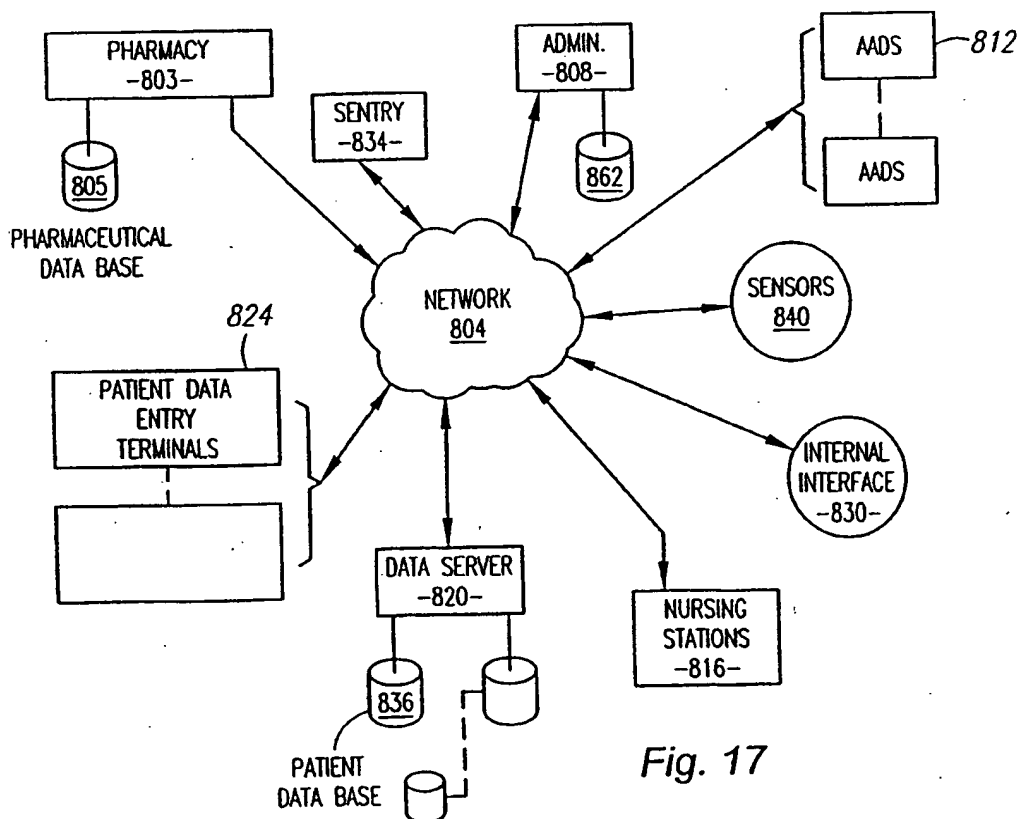 PHARMACY
-803-
805
PHARMACEUTICAL
DATA BASE
SENTRY
-834-
ADMIN.
-808-
862
AADS
812
AADS
NETWORK
804
SENSORS
840
824
PATIENT DATA
ENTRY
TERMINALS
INTERNAL
INTERFACE
-830-
DATA SERVER
-820-
836
PATIENT
DATA BASE
NURSING
STATIONS
-816-
Fig. 17